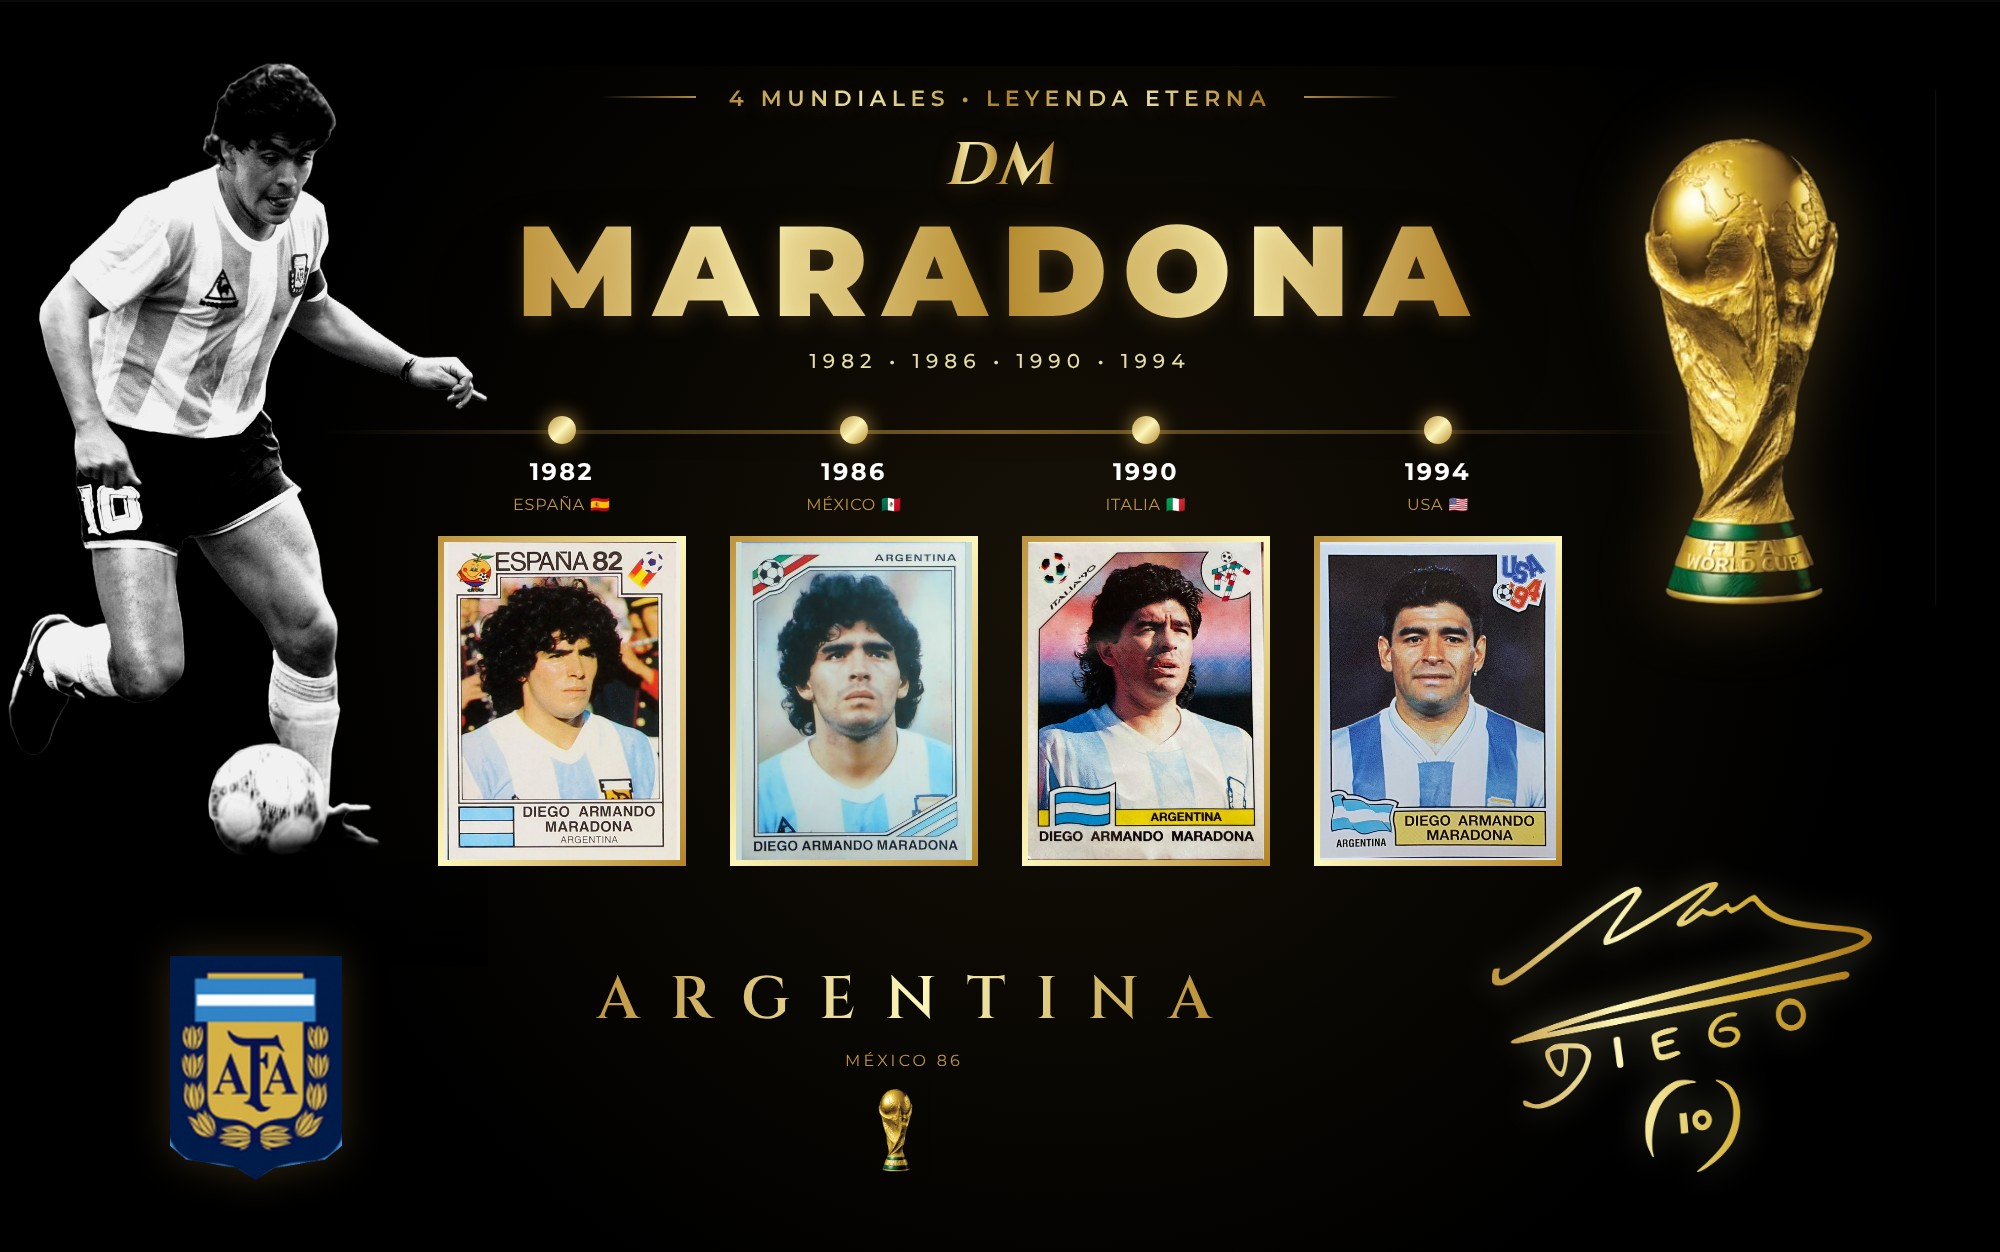 4 MUNDIALES • LEYENDA ETERNA
DM
MARADONA
1982 • 1986 • 1990 • 1994
1982
ESPAÑA 🇪🇸
1986
MÉXICO 🇲🇽
1990
ITALIA 🇮🇹
1994
USA 🇺🇸
10
FIFA
WORLD CUP
ESPAÑA 82
DIEGO ARMANDO
MARADONA
ARGENTINA
ARGENTINA
DIEGO ARMANDO MARADONA
ITALIA'90
ARGENTINA
DIEGO ARMANDO MARADONA
USA
94
ARGENTINA
DIEGO ARMANDO
MARADONA
AFA
ARGENTINA
MÉXICO 86
DIEGO
(10)